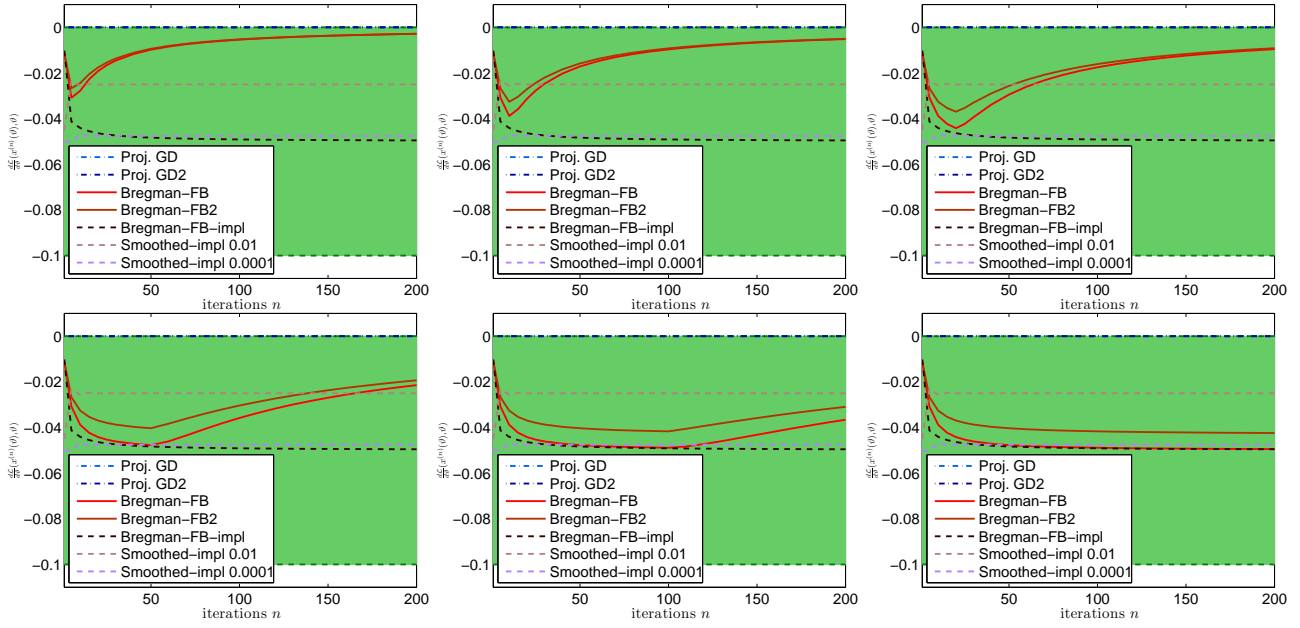 0
−0.02
−0.04
−0.06
−0.08
−0.1
Proj. GD
Proj. GD2
Bregman−FB
Bregman−FB2
Bregman−FB−impl
Smoothed−impl 0.01
Smoothed−impl 0.0001
50
100
150
200
iterations n
0
−0.02
−0.04
−0.06
−0.08
−0.1
Proj. GD
Proj. GD2
Bregman−FB
Bregman−FB2
Bregman−FB−impl
Smoothed−impl 0.01
Smoothed−impl 0.0001
50
100
150
200
iterations n
0
−0.02
−0.04
−0.06
−0.08
−0.1
Proj. GD
Proj. GD2
Bregman−FB
Bregman−FB2
Bregman−FB−impl
Smoothed−impl 0.01
Smoothed−impl 0.0001
50
100
150
200
iterations n
0
−0.02
−0.04
−0.06
−0.08
−0.1
Proj. GD
Proj. GD2
Bregman−FB
Bregman−FB2
Bregman−FB−impl
Smoothed−impl 0.01
Smoothed−impl 0.0001
50
100
150
200
iterations n
0
−0.02
−0.04
−0.06
−0.08
−0.1
Proj. GD
Proj. GD2
Bregman−FB
Bregman−FB2
Bregman−FB−impl
Smoothed−impl 0.01
Smoothed−impl 0.0001
50
100
150
200
iterations n
0
−0.02
−0.04
−0.06
−0.08
−0.1
Proj. GD
Proj. GD2
Bregman−FB
Bregman−FB2
Bregman−FB−impl
Smoothed−impl 0.01
Smoothed−impl 0.0001
50
100
150
200
iterations n